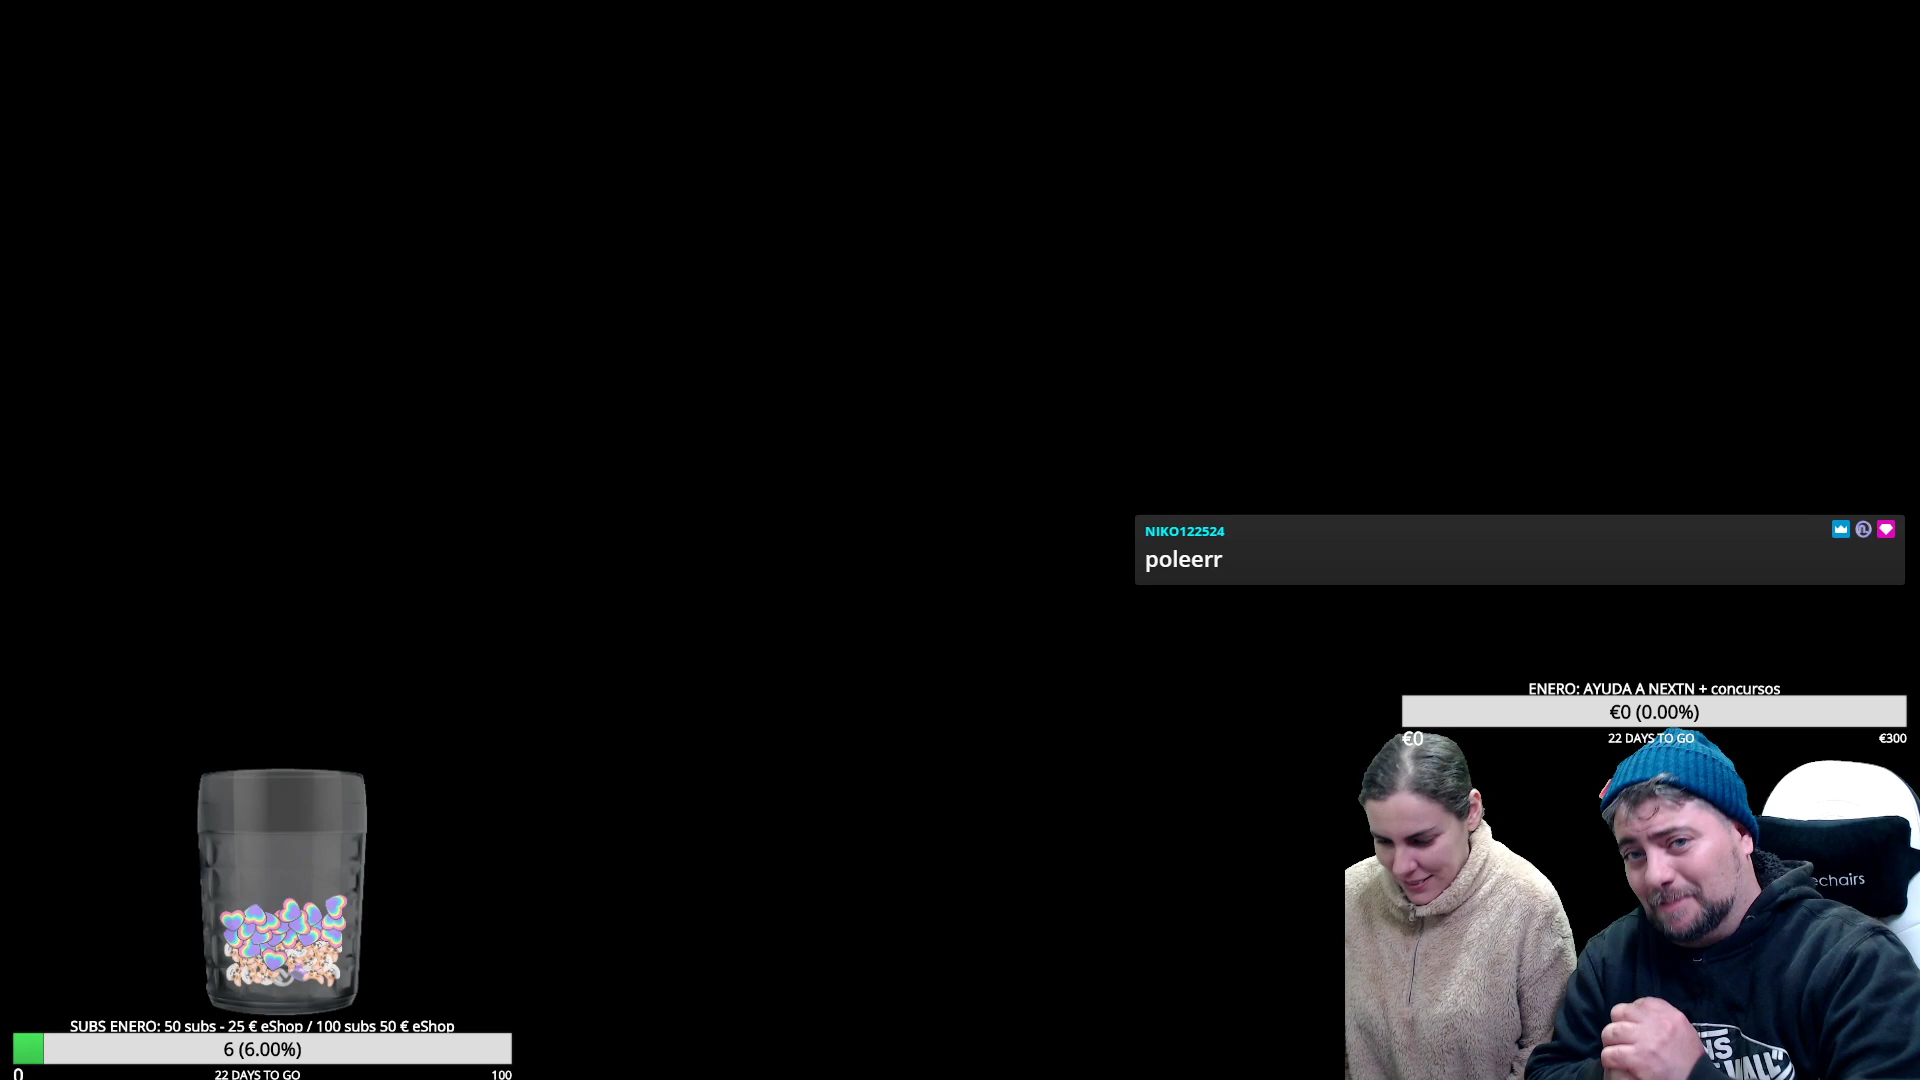 NIKO122524
poleerr
ENERO: AYUDA A NEXTN + concursos
€0 (0.00%)
€0 22 DAYS TO GO €300
echairs
SUBS ENERO: 50 subs - 25 € eShop / 100 subs 50 € eShop
6 (6.00%)
0 22 DAYS TO GO 100